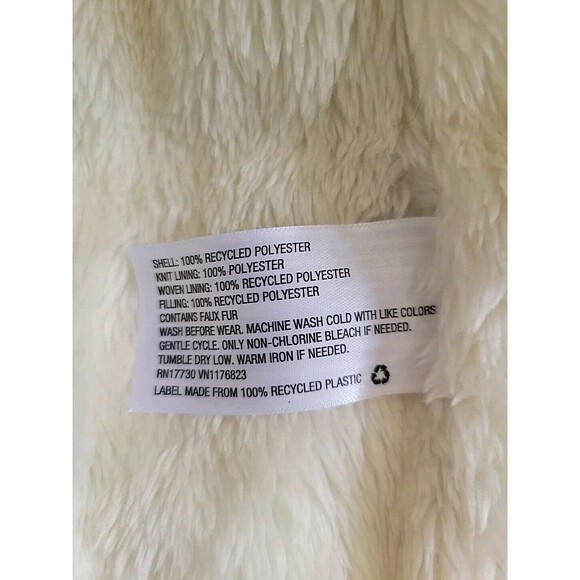 SHELL: 100% RECYCLED POLYESTER
KNIT LINING: 100% POLYESTER
WOVEN LINING: 100% RECYCLED POLYESTER
FILLING: 100% RECYCLED POLYESTER
CONTAINS FAUX FUR
WASH BEFORE WEAR. MACHINE WASH COLD WITH LIKE COLORS
GENTLE CYCLE. ONLY NON-CHLORINE BLEACH IF NEEDED.
TUMBLE DRY LOW. WARM IRON IF NEEDED.
RN17730 VN1176823
LABEL MADE FROM 100% RECYCLED PLASTIC